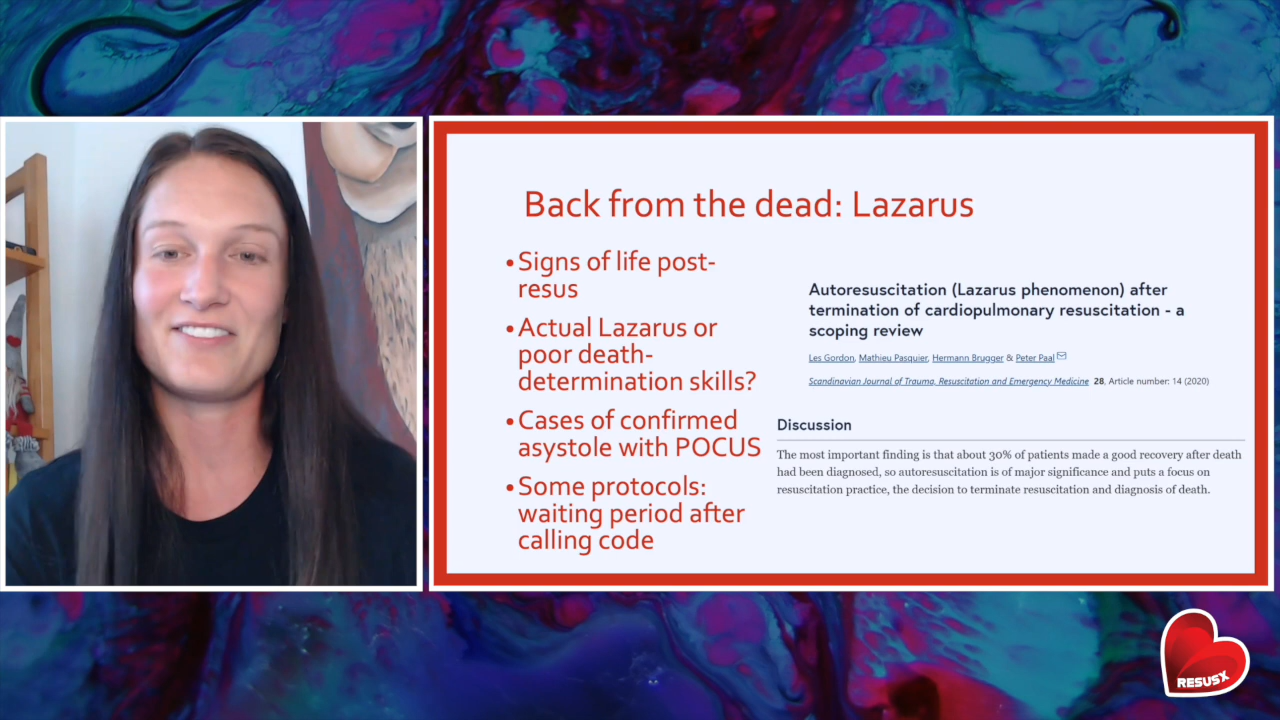 Back from the dead: Lazarus
• Signs of life post-
resus
• Actual Lazarus or
poor death-
determination skills?
• Cases of confirmed
asystole with POCUS
• Some protocols:
waiting period after
calling code
Autoresuscitation (Lazarus phenomenon) after
termination of cardiopulmonary resuscitation - a
scoping review
Les Gordon, Mathieu Pasquier, Hermann Brugger & Peter Paal
Scandinavian Journal of Trauma, Resuscitation and Emergency Medicine 28, Article number: 14 (2020)
Discussion
The most important finding is that about 30% of patients made a good recovery after death
had been diagnosed, so autoresuscitation is of major significance and puts a focus on
resuscitation practice, the decision to terminate resuscitation and diagnosis of death.
RESUSX